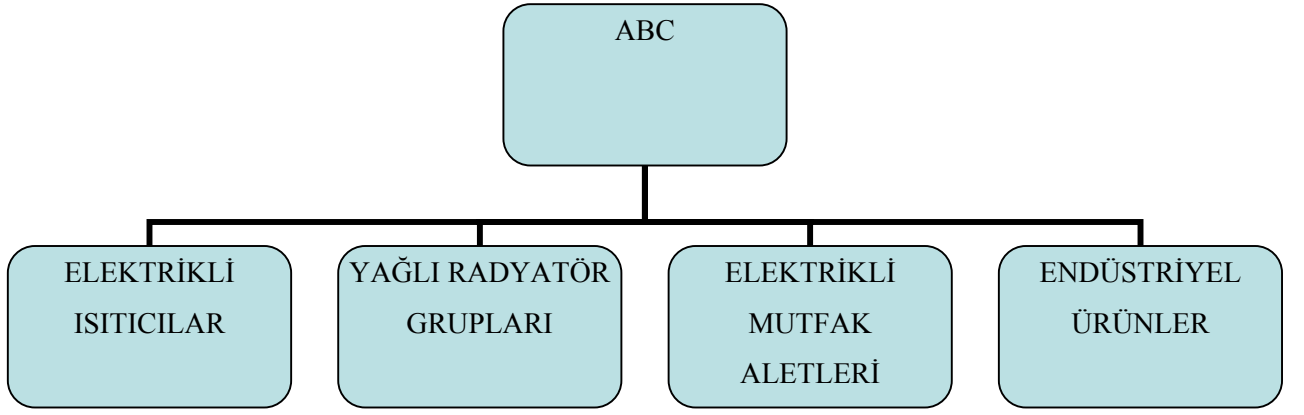 ABC
ELEKTRİKLİ
ISITICILAR
YAĞLI RADYATÖR
GRUPLARI
ELEKTRİKLİ
MUTFAK
ALETLERİ
ENDÜSTRİYEL
ÜRÜNLER